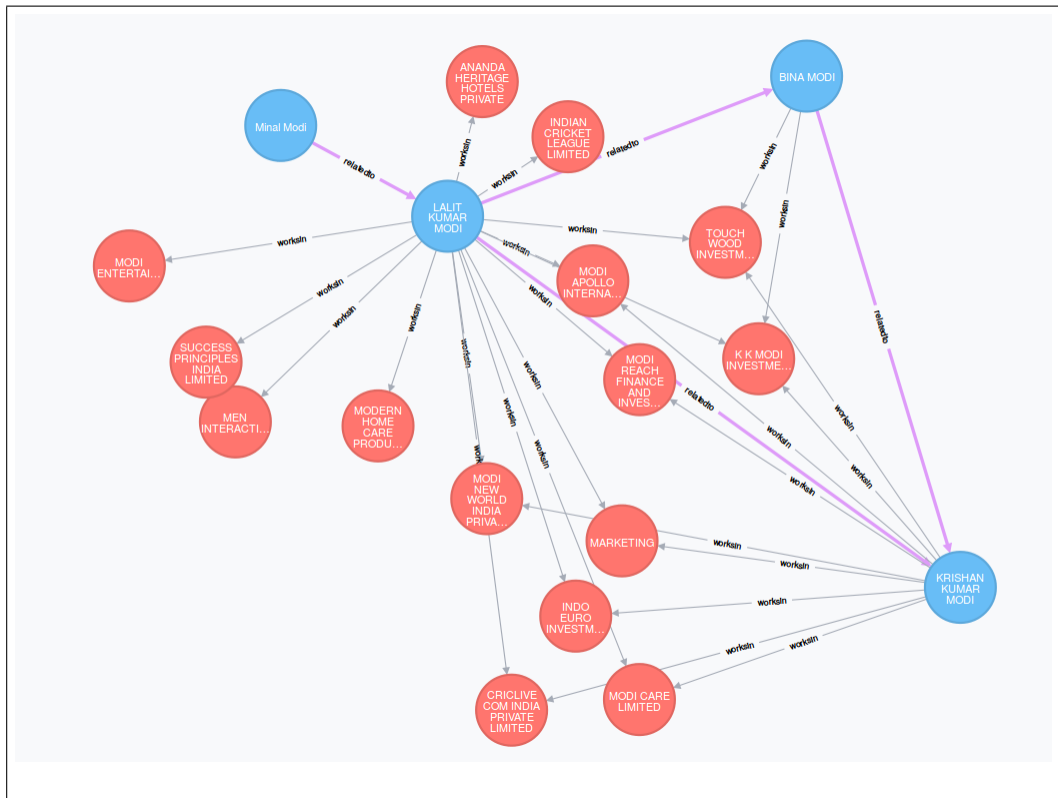 ANANDA
HERITAGE
HOTELS
PRIVATE
BINA MODI
Minal Modi
INDIAN
CRICKET
LEAGUE
LIMITED
relatedto
relatedto
worksIn
worksIn
worksIn
LALIT
KUMAR
MODI
worksIn
worksIn
worksIn
worksIn
TOUCH
WOOD
INVESTM...
MODI
ENTERTAI...
MODI
APOLLO
INTERNA...
worksIn
worksIn
worksIn
worksIn
relatedto
worksIn
SUCCESS
PRINCIPLES
INDIA
LIMITED
K K MODI
INVESTME...
MODI
REACH
FINANCE
AND
INVES...
worksIn
worksIn
relatedto
MEN
INTERACTI...
MODERN
HOME
CARE
PRODU...
worksIn
worksIn
worksIn
worksIn
work
worksIn
worksIn
MODI
NEW
WORLD
INDIA
PRIVA...
MARKETING
worksIn
worksIn
KRISHAN
KUMAR
MODI
INDO
EURO
INVESTM...
worksIn
worksIn
worksIn
CRICLIVE
COM INDIA
PRIVATE
LIMITED
MODI CARE
LIMITED